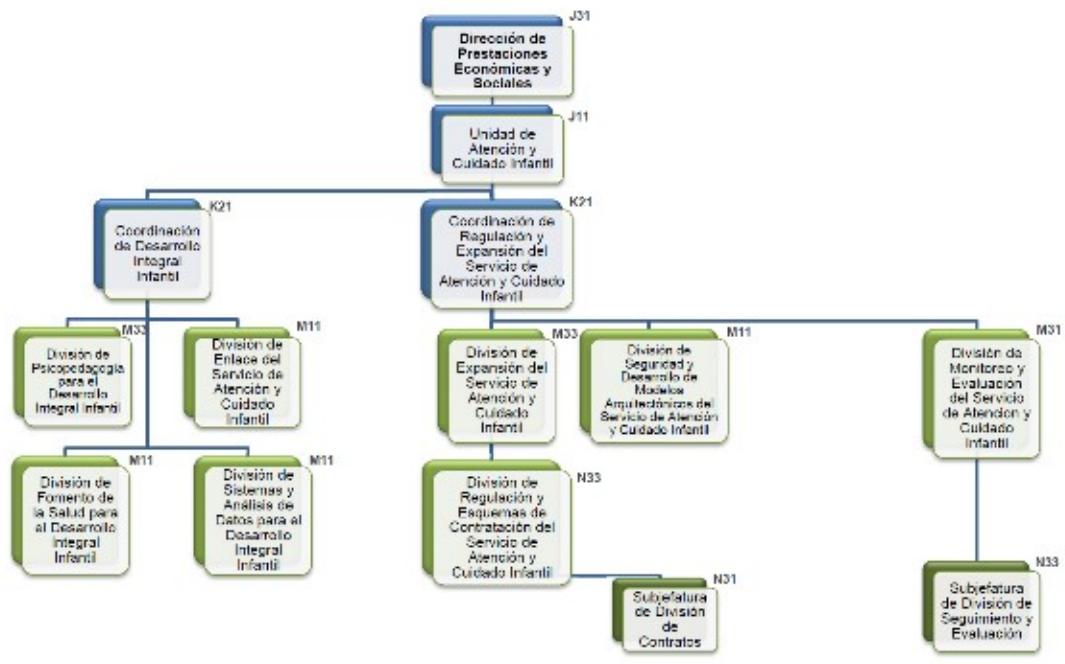 J31
Dirección de
Prestaciones
Económicas y
Sociales
J11
Unidad de
Atención y
Cuidado Infantil
K21
Coordinación
de Desarrollo
Integral
Infantil
K21
Coordinación de
Regulación y
Expansión del
Servicio de
Atención y Cuidado
Infantil
M33
División de
Psicopedagogía
para el
Desarrollo
Integral Infantil
M11
División de
Enlace del
Servicio de
Atención y
Cuidado
Infantil
M33
División de
Expansión del
Servicio de
Atención y
Cuidado
Infantil
M11
División de
Seguridad y
Desarrollo de
Modelos
Arquitectónicos del
Servicio de Atención
y Cuidado Infantil
M31
División de
Monitoreo y
Evaluación
del Servicio
de Atencion y
Cuidado
Infantil
M11
División de
Fomento de
la Salud para
el Desarrollo
Integral
Infantil
M11
División de
Sistemas y
Análisis de
Datos para el
Desarrollo
Integral
Infantil
N33
División de
Regulación y
Esquemas de
Contratación del
Servicio de
Atención y
Cuidado Infantil
N31
Subjefatura
de División
de
Contratos
N33
Subjefatura
de División de
Seguimiento y
Evaluación